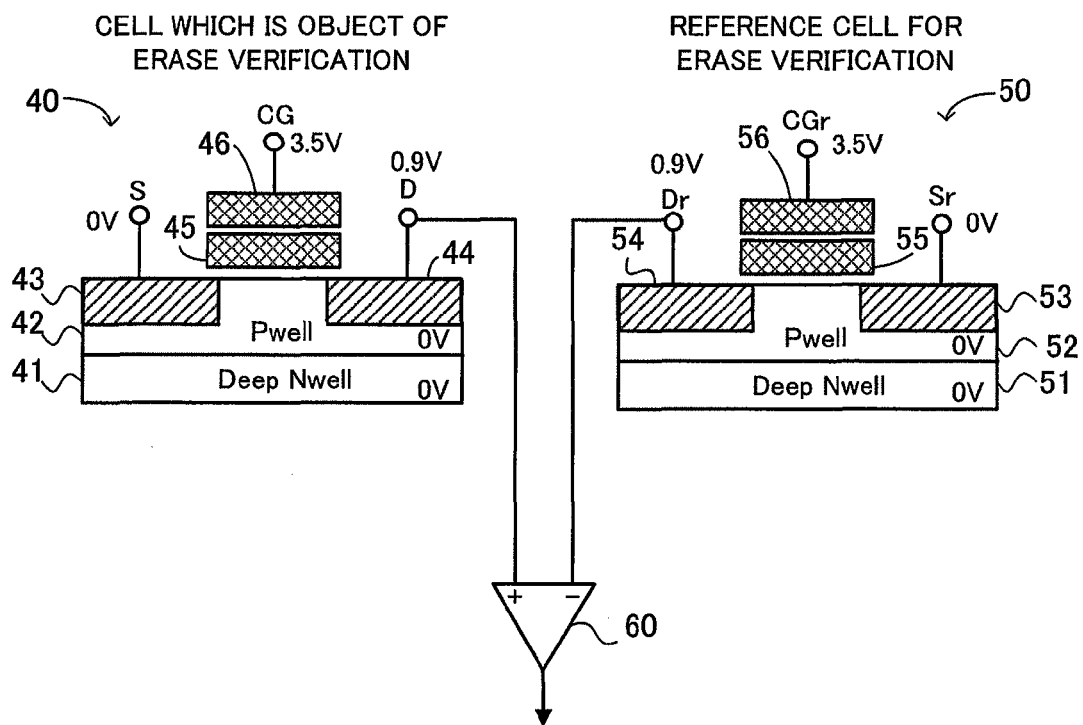 CELL WHICH IS OBJECT OF
ERASE VERIFICATION
REFERENCE CELL FOR
ERASE VERIFICATION
40
50
CG
3.5V
46
CGr
3.5V
56
S
0V
45
0.9V
D
44
0.9V
Dr
54
Sr
0V
55
43
42
41
Pwell
0V
Deep Nwell
0V
53
52
51
Pwell
0V
Deep Nwell
0V
+
−
60